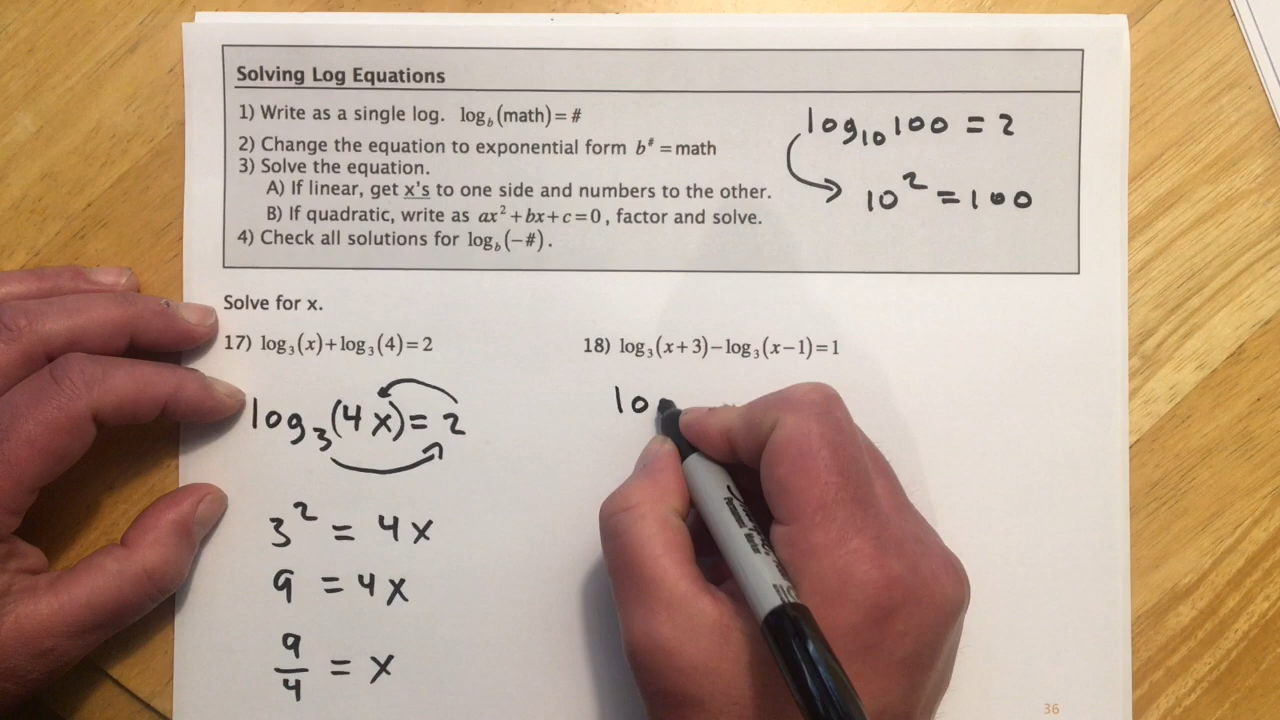 Solving Log Equations
1) Write as a single log. log_b(math) = #
2) Change the equation to exponential form b^# = math
3) Solve the equation.
A) If linear, get x's to one side and numbers to the other.
B) If quadratic, write as ax²+bx+c=0, factor and solve.
4) Check all solutions for log_b(−#).
log₁₀100 = 2
10² = 100
Solve for x.
17) log₃(x)+log₃(4)=2
log₃(4x) = 2
3² = 4x
9 = 4x
9/4 = x
18) log₃(x+3)−log₃(x−1)=1
lo
Permanent Marker
36